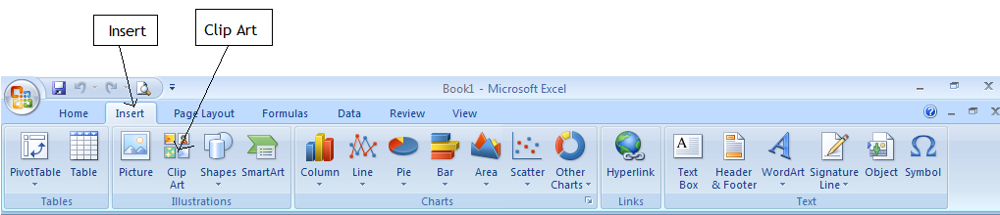 Insert
Clip Art
Book1 - Microsoft Excel
Home Insert Page Layout Formulas Data Review View
PivotTable Table Picture Clip Art Shapes SmartArt Column Line Pie Bar Area Scatter Other Charts Hyperlink Text Box Header & Footer WordArt Signature Line Object Symbol
Tables Illustrations Charts Links Text